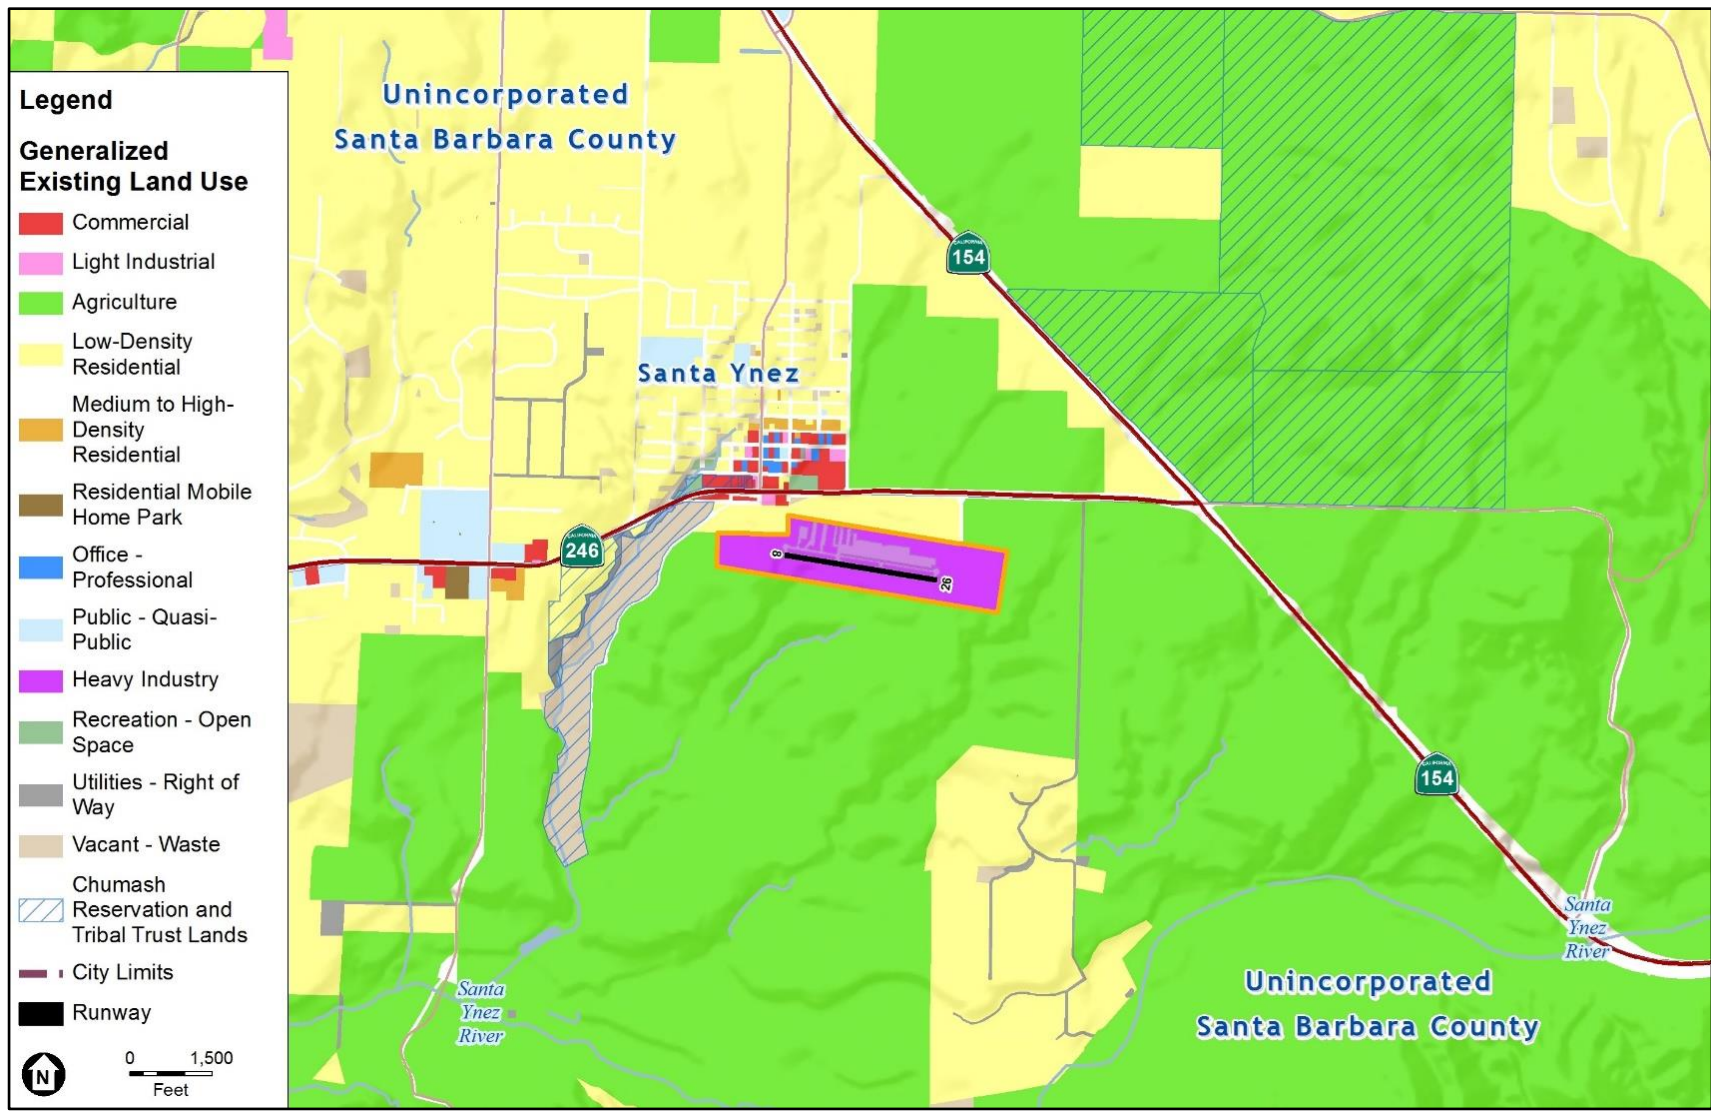 Legend
Generalized
Existing Land Use
Commercial
Light Industrial
Agriculture
Low-Density
Residential
Medium to High-
Density
Residential
Residential Mobile
Home Park
Office -
Professional
Public - Quasi-
Public
Heavy Industry
Recreation - Open
Space
Utilities - Right of
Way
Vacant - Waste
Chumash
Reservation and
Tribal Trust Lands
City Limits
Runway
N
0 1,500
Feet
Unincorporated
Santa Barbara County
CALIFORNIA
154
Santa Ynez
CALIFORNIA
246
8
26
CALIFORNIA
154
Santa
Ynez
River
Santa
Ynez
River
Unincorporated
Santa Barbara County